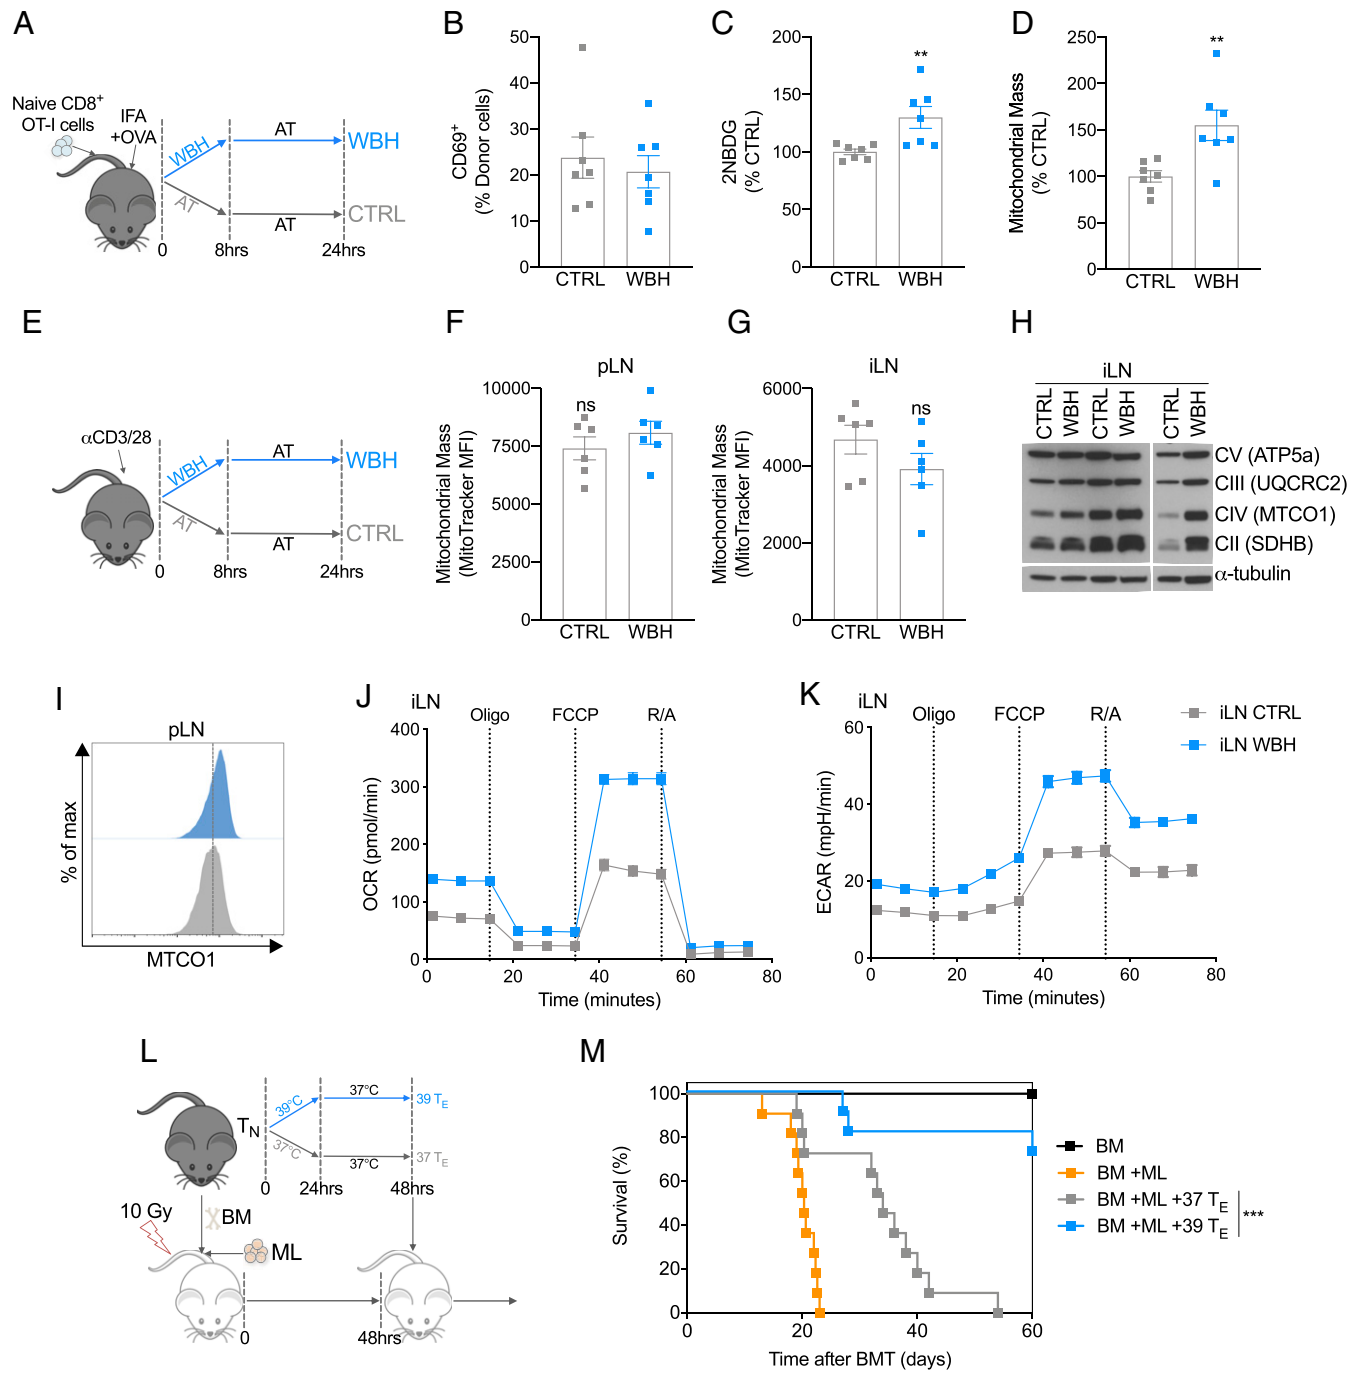 A
Naive CD8+
OT-I cells
IFA
+OVA
WBH
AT
AT
AT
WBH
CTRL
0
8hrs
24hrs
B
CD69+
(% Donor cells)
50
40
30
20
10
0
CTRL
WBH
C
2NBDG
(% CTRL)
200
150
100
50
0
**
CTRL
WBH
D
Mitochondrial Mass
(% CTRL)
250
200
150
100
50
0
**
CTRL
WBH
E
αCD3/28
WBH
AT
AT
AT
WBH
CTRL
0
8hrs
24hrs
F
pLN
Mitochondrial Mass
(MitoTracker MFI)
10000
7500
5000
2500
0
ns
CTRL
WBH
G
iLN
Mitochondrial Mass
(MitoTracker MFI)
6000
4000
2000
0
ns
CTRL
WBH
H
iLN
CTRL
WBH
CTRL
WBH
CTRL
WBH
CV (ATP5a)
CIII (UQCRC2)
CIV (MTCO1)
CII (SDHB)
α-tubulin
I
pLN
% of max
MTCO1
J
iLN
Oligo
FCCP
R/A
OCR (pmol/min)
400
300
200
100
0
0
20
40
60
80
Time (minutes)
K
iLN
Oligo
FCCP
R/A
ECAR (mpH/min)
60
40
20
0
0
20
40
60
80
Time (minutes)
iLN CTRL
iLN WBH
L
TN
39°C
37°C
37°C
37°C
39 TE
37 TE
0
24hrs
48hrs
10 Gy
BM
ML
0
48hrs
M
Survival (%)
100
80
60
40
20
0
0
20
40
60
Time after BMT (days)
BM
BM +ML
BM +ML +37 TE
BM +ML +39 TE
***